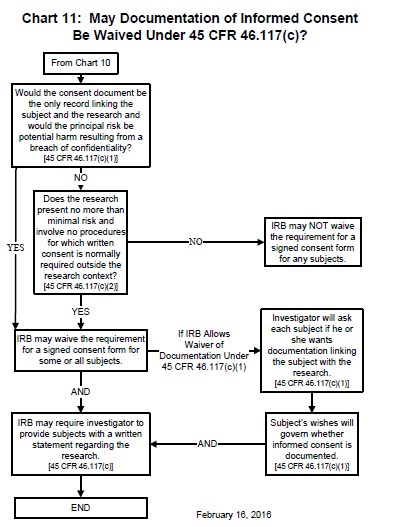 Chart 11: May Documentation of Informed Consent
Be Waived Under 45 CFR 46.117(c)?
From Chart 10
Would the consent document be
the only record linking the
subject and the research and
would the principal risk be
potential harm resulting from a
breach of confidentiality?
[45 CFR 46.117(c)(1)]
NO
YES
Does the research
present no more than
minimal risk and
involve no procedures
for which written
consent is normally
required outside the
research context?
[45 CFR 46.117(c)(2)]
NO
IRB may NOT waive
the requirement for a
signed consent form
for any subjects.
YES
IRB may waive the requirement
for a signed consent form for
some or all subjects.
If IRB Allows
Waiver of
Documentation Under
45 CFR 46.117(c)(1)
Investigator will ask
each subject if he or
she wants
documentation linking
the subject with the
research.
[45 CFR 46.117(c)(1)]
AND
IRB may require investigator to
provide subjects with a written
statement regarding the
research.
[45 CFR 46.117(c)]
AND
Subject's wishes will
govern whether
informed consent is
documented.
[45 CFR 46.117(c)(1)]
END
February 16, 2016